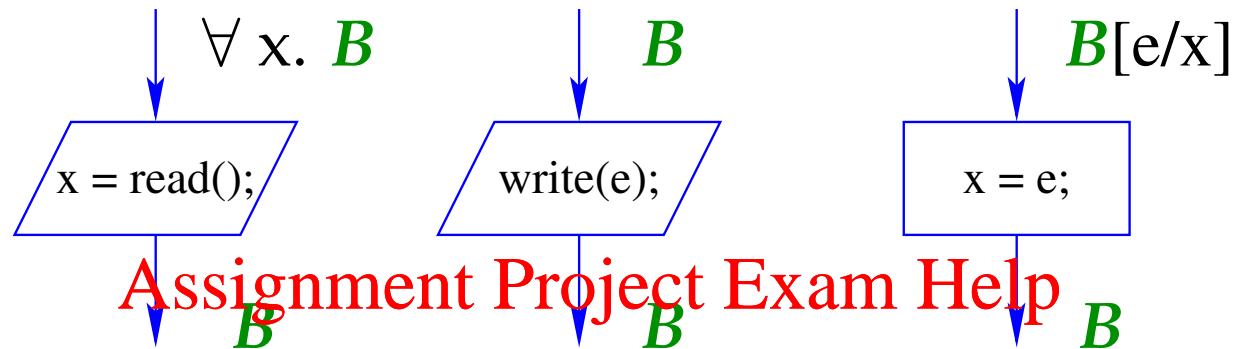 ∀ x. B B B[e/x]
x = read(); write(e); x = e;
Assignment Project Exam Help
B B B